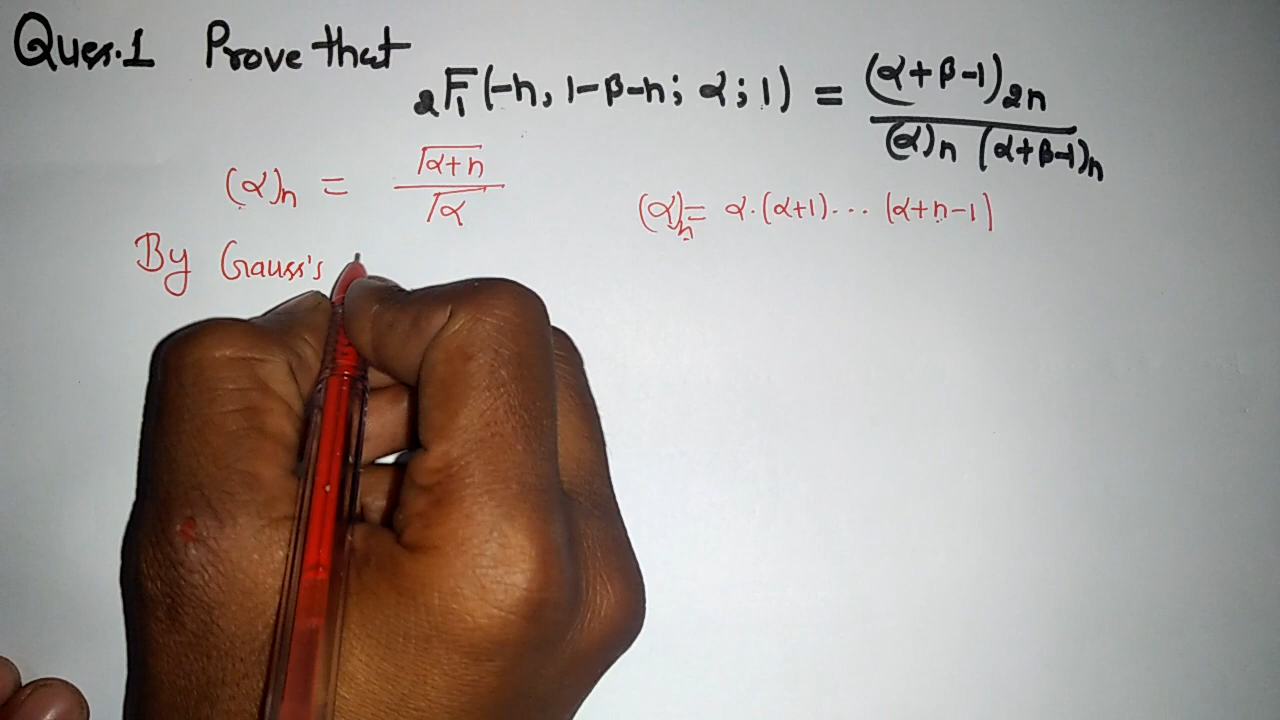 Ques.1 Prove that
₂F₁(-n, 1-β-n; α; 1) = (α+β-1)₂ₙ / (α)ₙ (α+β-1)ₙ
(α)ₙ = Γα+n / Γα
(α)ₙ = α·(α+1)··· (α+n-1)
By Gauss's